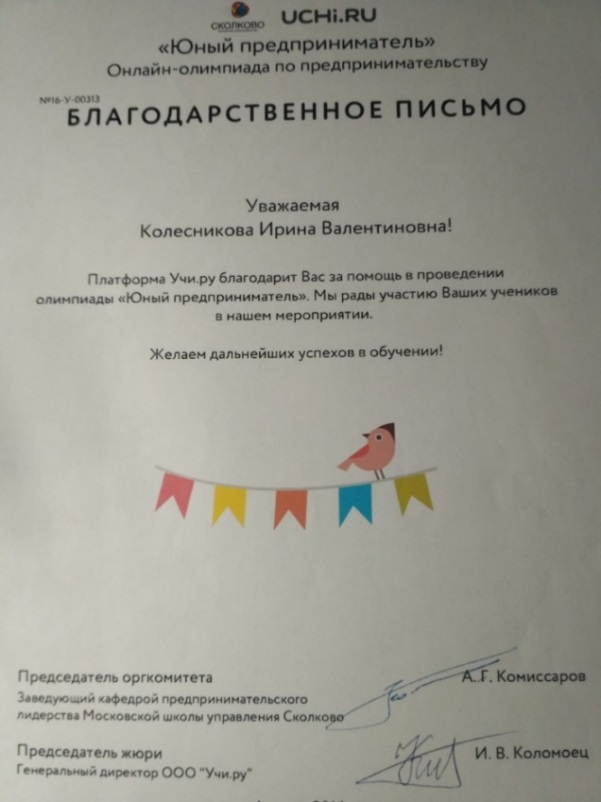 СКОЛКОВО UCHi.RU
«Юный предприниматель»
Онлайн-олимпиада по предпринимательству
№16-У-00313
БЛАГОДАРСТВЕННОЕ ПИСЬМО
Уважаемая
Колесникова Ирина Валентиновна!
Платформа Учи.ру благодарит Вас за помощь в проведении
олимпиады «Юный предприниматель». Мы рады участию Ваших учеников
в нашем мероприятии.
Желаем дальнейших успехов в обучении!
Председатель оргкомитета А. Г. Комиссаров
Заведующий кафедрой предпринимательского
лидерства Московской школы управления Сколково
Председатель жюри И. В. Коломоец
Генеральный директор ООО "Учи.ру"